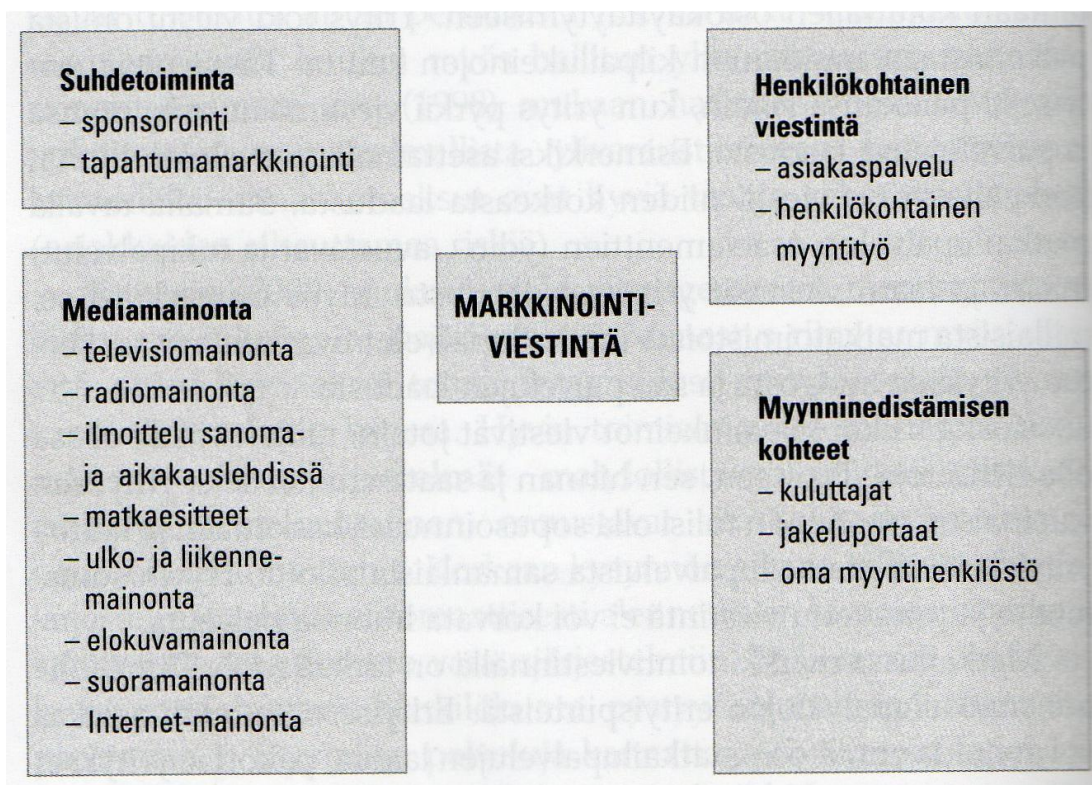 Suhdetoiminta
– sponsorointi
– tapahtumamarkkinointi
Mediamainonta
– televisiomainonta
– radiomainonta
– ilmoittelu sanoma-
ja aikakauslehdissä
– matkaesitteet
– ulko- ja liikenne-
mainonta
– elokuvamainonta
– suoramainonta
– Internet-mainonta
MARKKINOINTI-
VIESTINTÄ
Henkilökohtainen
viestintä
– asiakaspalvelu
– henkilökohtainen
myyntityö
Myynninedistämisen
kohteet
– kuluttajat
– jakeluportaat
– oma myyntihenkilöstö